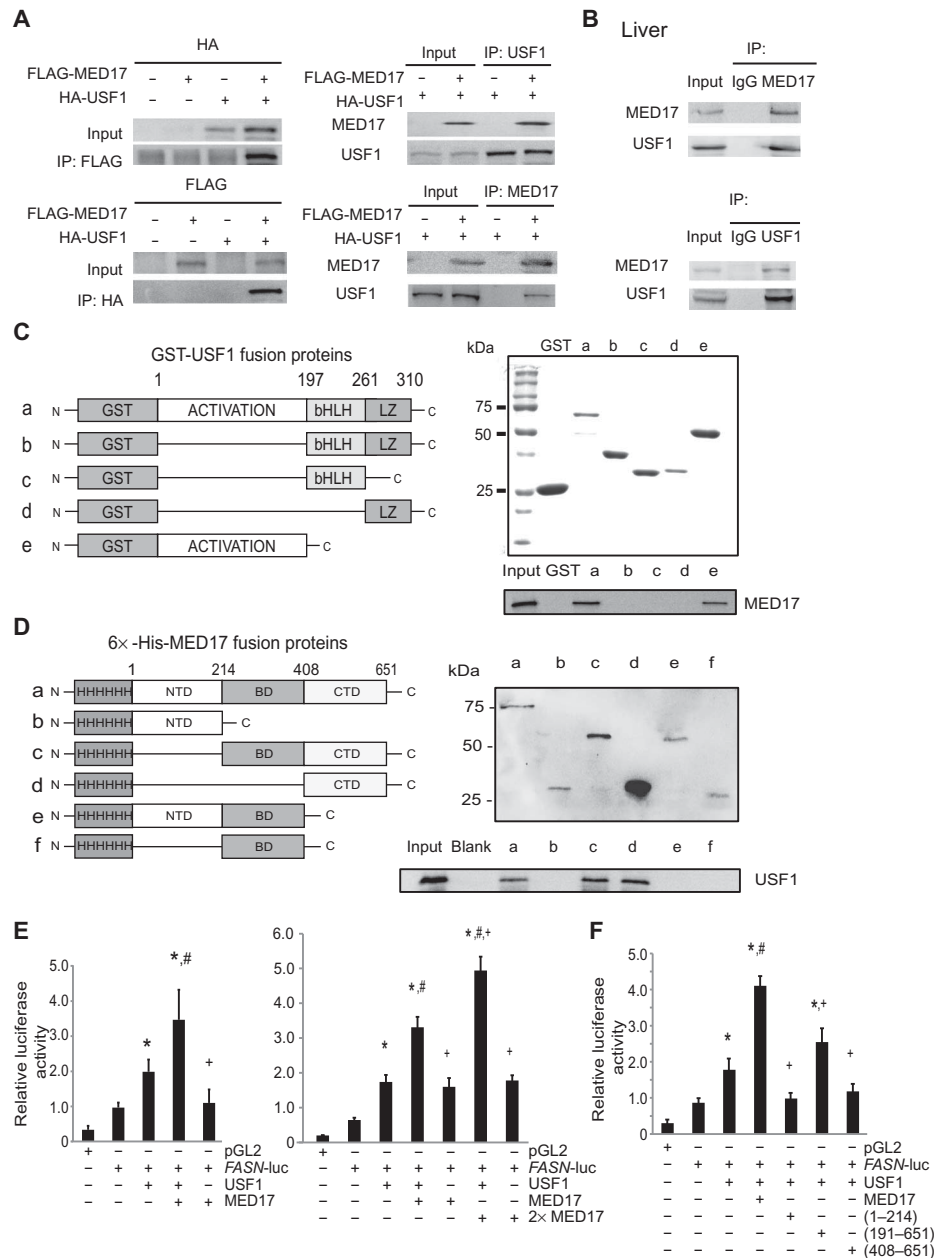 A
HA
FLAG-MED17 – + – +
HA-USF1 – – + +
Input
IP: FLAG
FLAG
FLAG-MED17 – + – +
HA-USF1 – – + +
Input
IP: HA
Input IP: USF1
FLAG-MED17 – + – +
HA-USF1 + + + +
MED17
USF1
Input IP: MED17
FLAG-MED17 – + – +
HA-USF1 + + + +
MED17
USF1
B
Liver
IP:
Input IgG MED17
MED17
USF1
IP:
Input IgG USF1
MED17
USF1
C
GST-USF1 fusion proteins
1 197 261 310
a N GST ACTIVATION bHLH LZ C
b N GST bHLH LZ C
c N GST bHLH C
d N GST LZ C
e N GST ACTIVATION C
kDa GST a b c d e
75
50
25
Input GST a b c d e
MED17
D
6× -His-MED17 fusion proteins
1 214 408 651
a N HHHHHH NTD BD CTD C
b N HHHHHH NTD C
c N HHHHHH BD CTD C
d N HHHHHH CTD C
e N HHHHHH NTD BD C
f N HHHHHH BD C
kDa a b c d e f
75 -
50 -
25 -
Input Blank a b c d e f
USF1
E
Relative luciferase activity
5.0
4.0
3.0
2.0
1.0
0
* *,# +
+ – – – – pGL2
– + + + + FASN-luc
– – + + – USF1
– – – + + MED17
6.0
5.0
4.0
3.0
2.0
1.0
0
* *,# + *,#,+ +
+ – – – – – – pGL2
– + + + + + + FASN-luc
– – + + – + – USF1
– – – + + – – MED17
– – – – – + + 2× MED17
F
Relative luciferase activity
5.0
4.0
3.0
2.0
1.0
0
* *,# + *,+ +
+ – – – – – – pGL2
– + + + + + + FASN-luc
– – + + + + + USF1
– – – + – – – MED17
– – – – + – – (1–214)
– – – – – + – (191–651)
– – – – – – + (408–651)